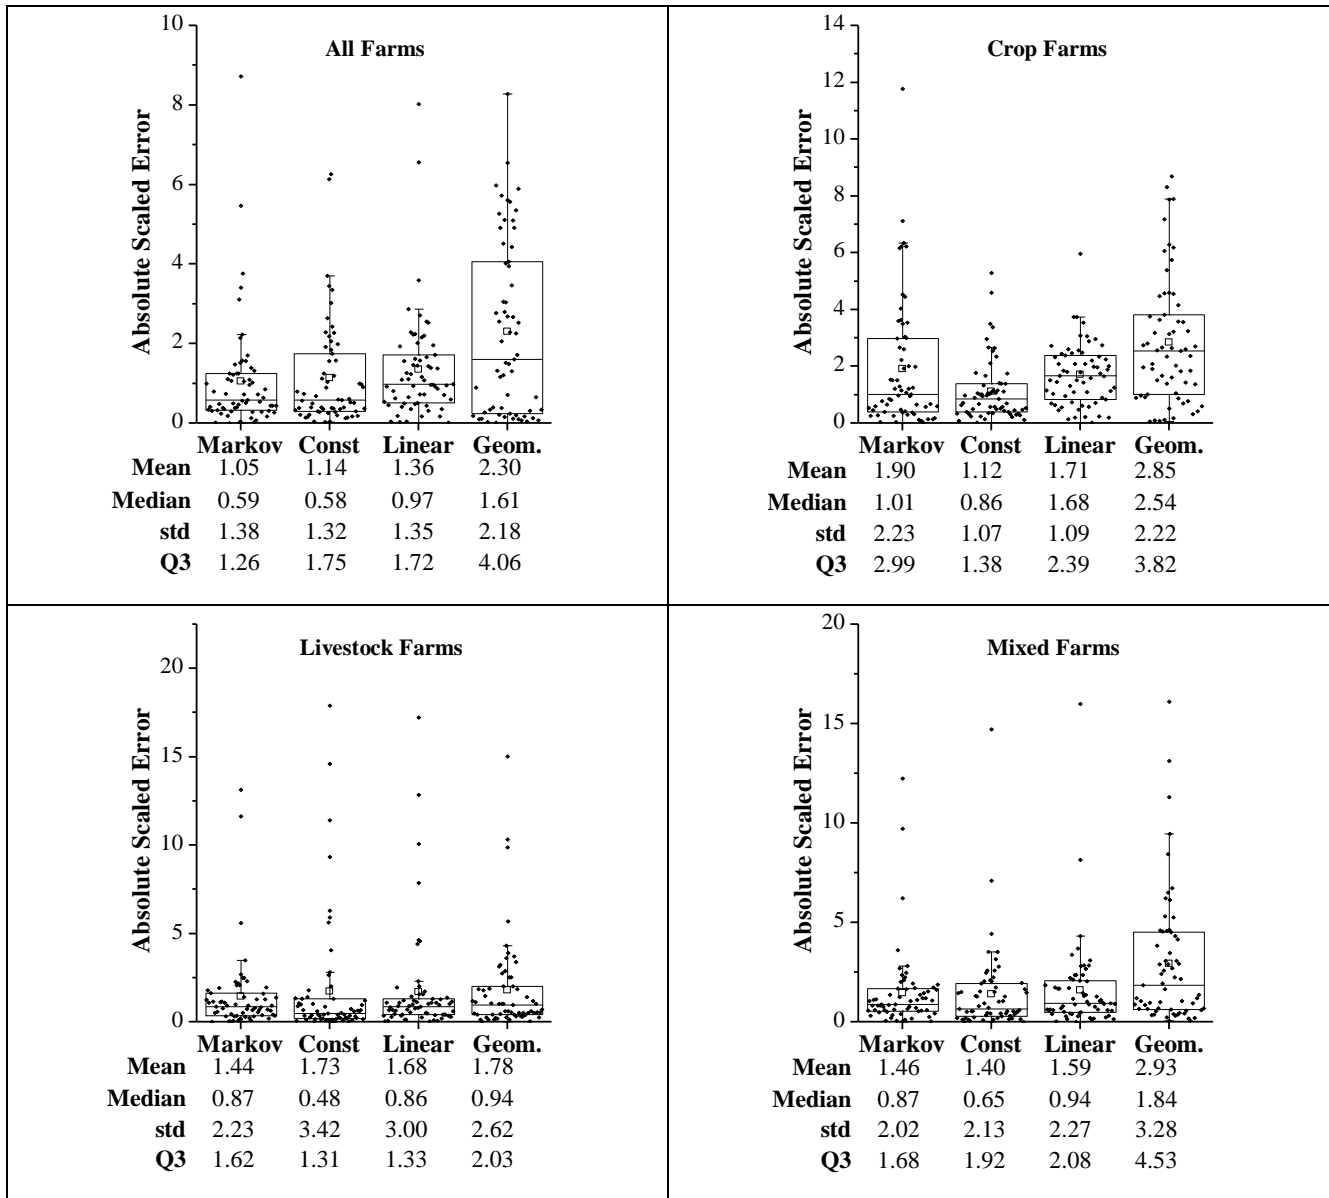 All Farms
Absolute Scaled Error
10
8
6
4
2
0
Markov Const Linear Geom.
Mean 1.05 1.14 1.36 2.30
Median 0.59 0.58 0.97 1.61
std 1.38 1.32 1.35 2.18
Q3 1.26 1.75 1.72 4.06
Crop Farms
Absolute Scaled Error
14
12
10
8
6
4
2
0
Markov Const Linear Geom.
Mean 1.90 1.12 1.71 2.85
Median 1.01 0.86 1.68 2.54
std 2.23 1.07 1.09 2.22
Q3 2.99 1.38 2.39 3.82
Livestock Farms
Absolute Scaled Error
20
15
10
5
0
Markov Const Linear Geom.
Mean 1.44 1.73 1.68 1.78
Median 0.87 0.48 0.86 0.94
std 2.23 3.42 3.00 2.62
Q3 1.62 1.31 1.33 2.03
Mixed Farms
Absolute Scaled Error
20
15
10
5
0
Markov Const Linear Geom.
Mean 1.46 1.40 1.59 2.93
Median 0.87 0.65 0.94 1.84
std 2.02 2.13 2.27 3.28
Q3 1.68 1.92 2.08 4.53